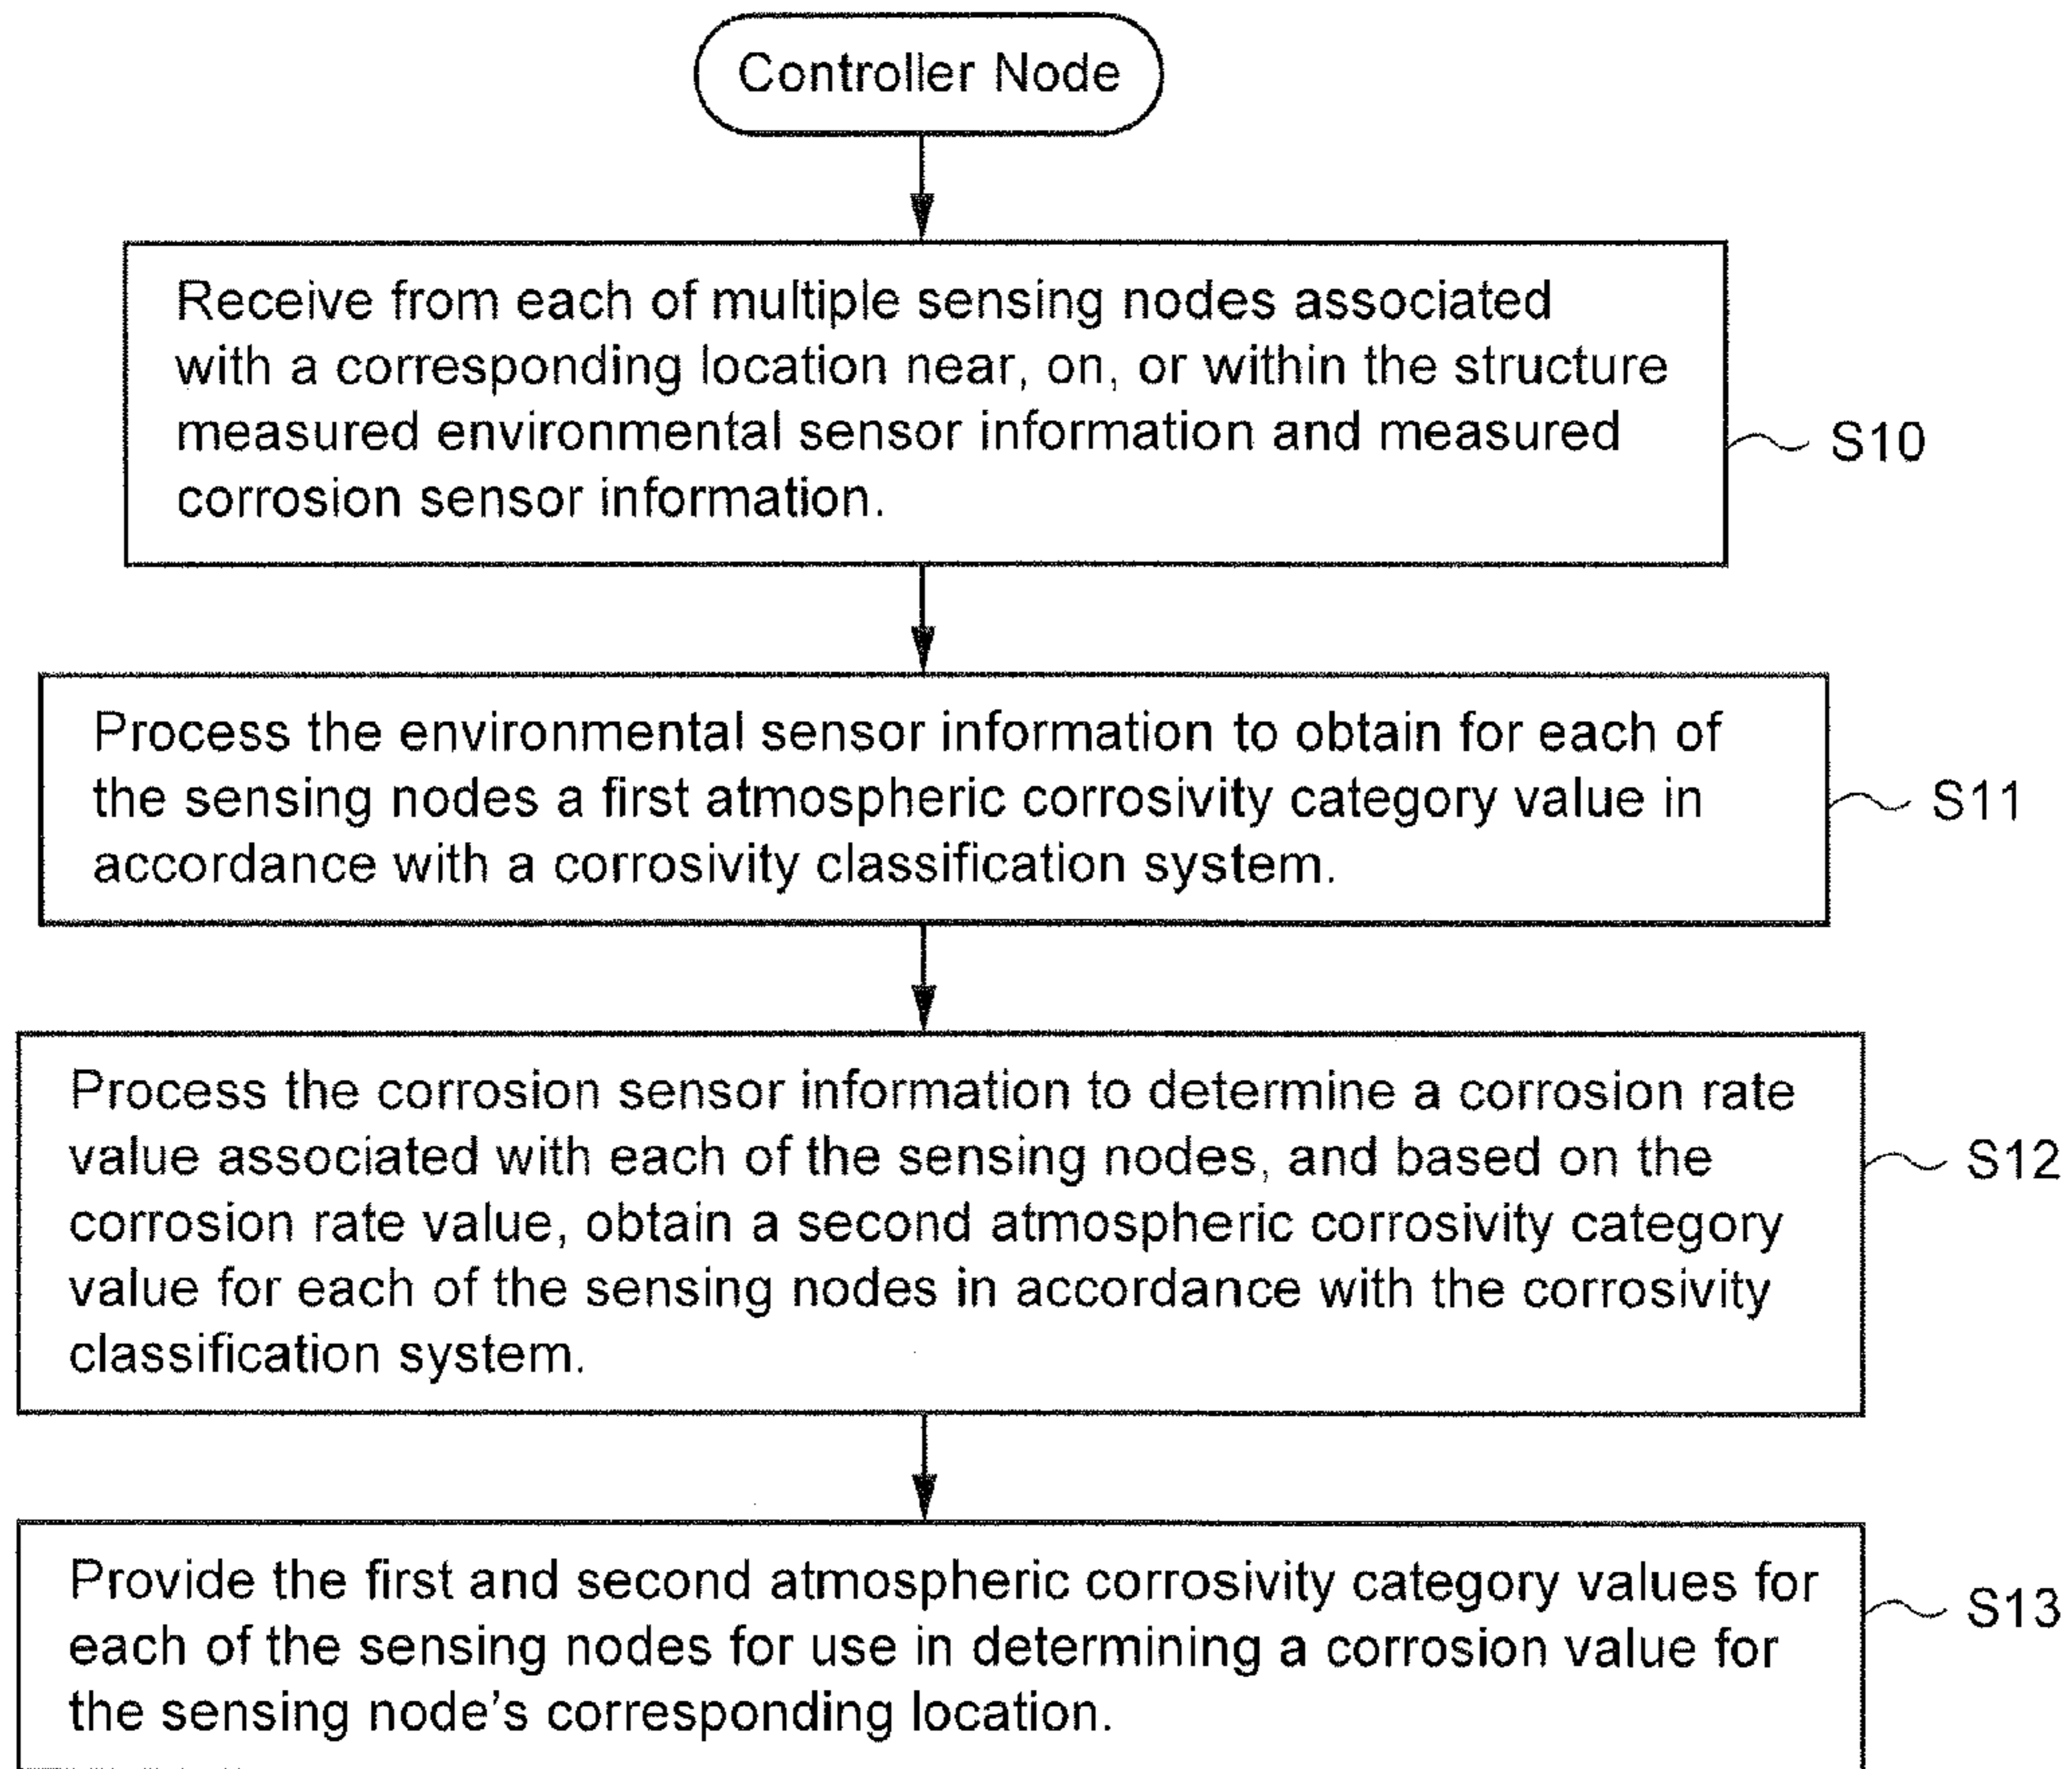 Controller Node
Receive from each of multiple sensing nodes associated
with a corresponding location near, on, or within the structure
measured environmental sensor information and measured
corrosion sensor information.
S10
Process the environmental sensor information to obtain for each of
the sensing nodes a first atmospheric corrosivity category value in
accordance with a corrosivity classification system.
S11
Process the corrosion sensor information to determine a corrosion rate
value associated with each of the sensing nodes, and based on the
corrosion rate value, obtain a second atmospheric corrosivity category
value for each of the sensing nodes in accordance with the corrosivity
classification system.
S12
Provide the first and second atmospheric corrosivity category values for
each of the sensing nodes for use in determining a corrosion value for
the sensing node's corresponding location.
S13